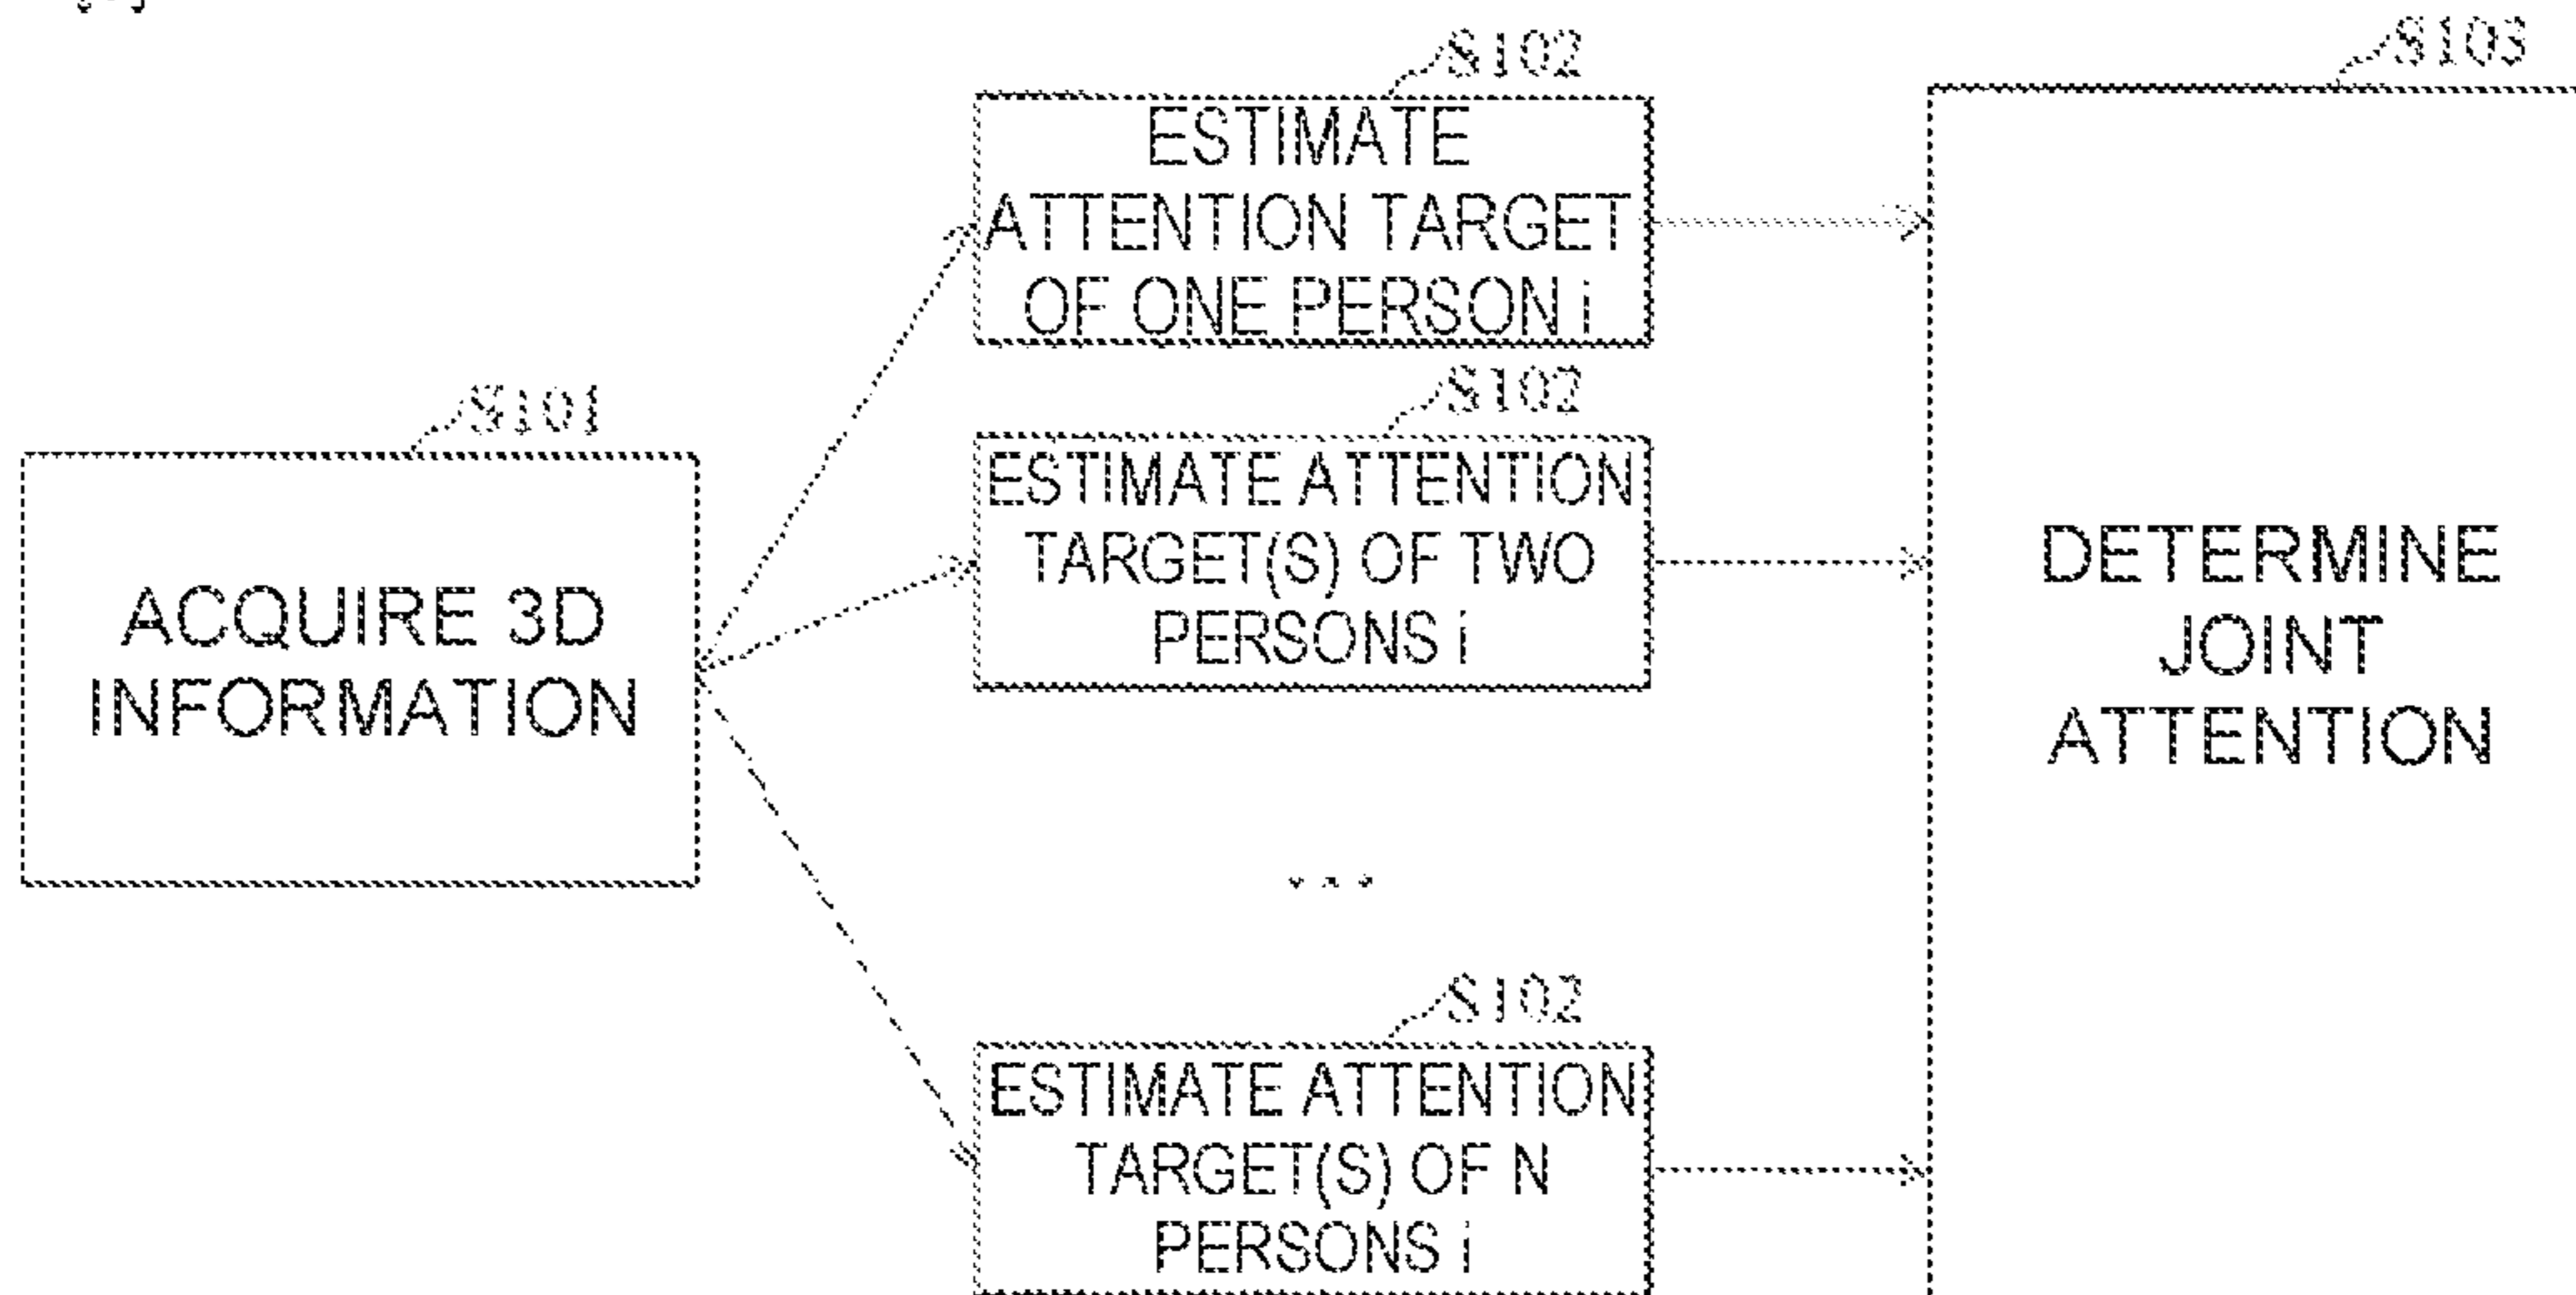 S101
ACQUIRE 3D
INFORMATION
S102
ESTIMATE
ATTENTION TARGET
OF ONE PERSON i
S102
ESTIMATE ATTENTION
TARGET(S) OF TWO
PERSONS i
...
S102
ESTIMATE ATTENTION
TARGET(S) OF N
PERSONS i
S103
DETERMINE
JOINT
ATTENTION